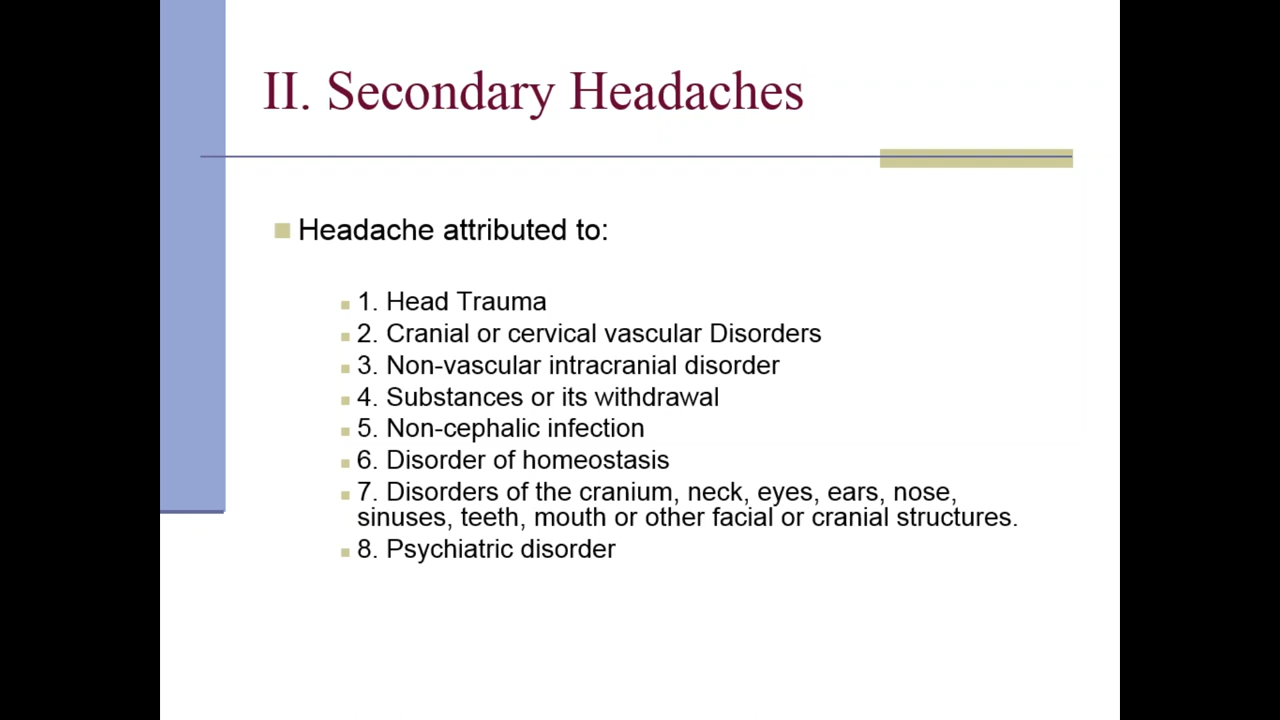 II. Secondary Headaches
Headache attributed to:
1. Head Trauma
2. Cranial or cervical vascular Disorders
3. Non-vascular intracranial disorder
4. Substances or its withdrawal
5. Non-cephalic infection
6. Disorder of homeostasis
7. Disorders of the cranium, neck, eyes, ears, nose,
sinuses, teeth, mouth or other facial or cranial structures.
8. Psychiatric disorder